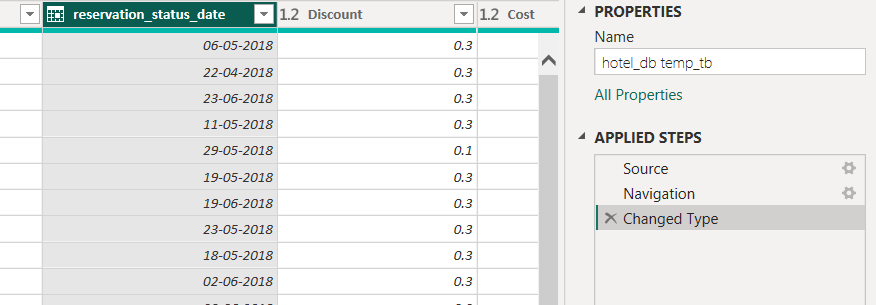 reservation_status_date 1.2 Discount 1.2 Cost
06-05-2018 0.3
22-04-2018 0.3
23-06-2018 0.3
11-05-2018 0.3
29-05-2018 0.1
19-05-2018 0.3
19-06-2018 0.3
23-05-2018 0.3
18-05-2018 0.3
02-06-2018 0.3
PROPERTIES
Name
hotel_db temp_tb
All Properties
APPLIED STEPS
Source
Navigation
Changed Type